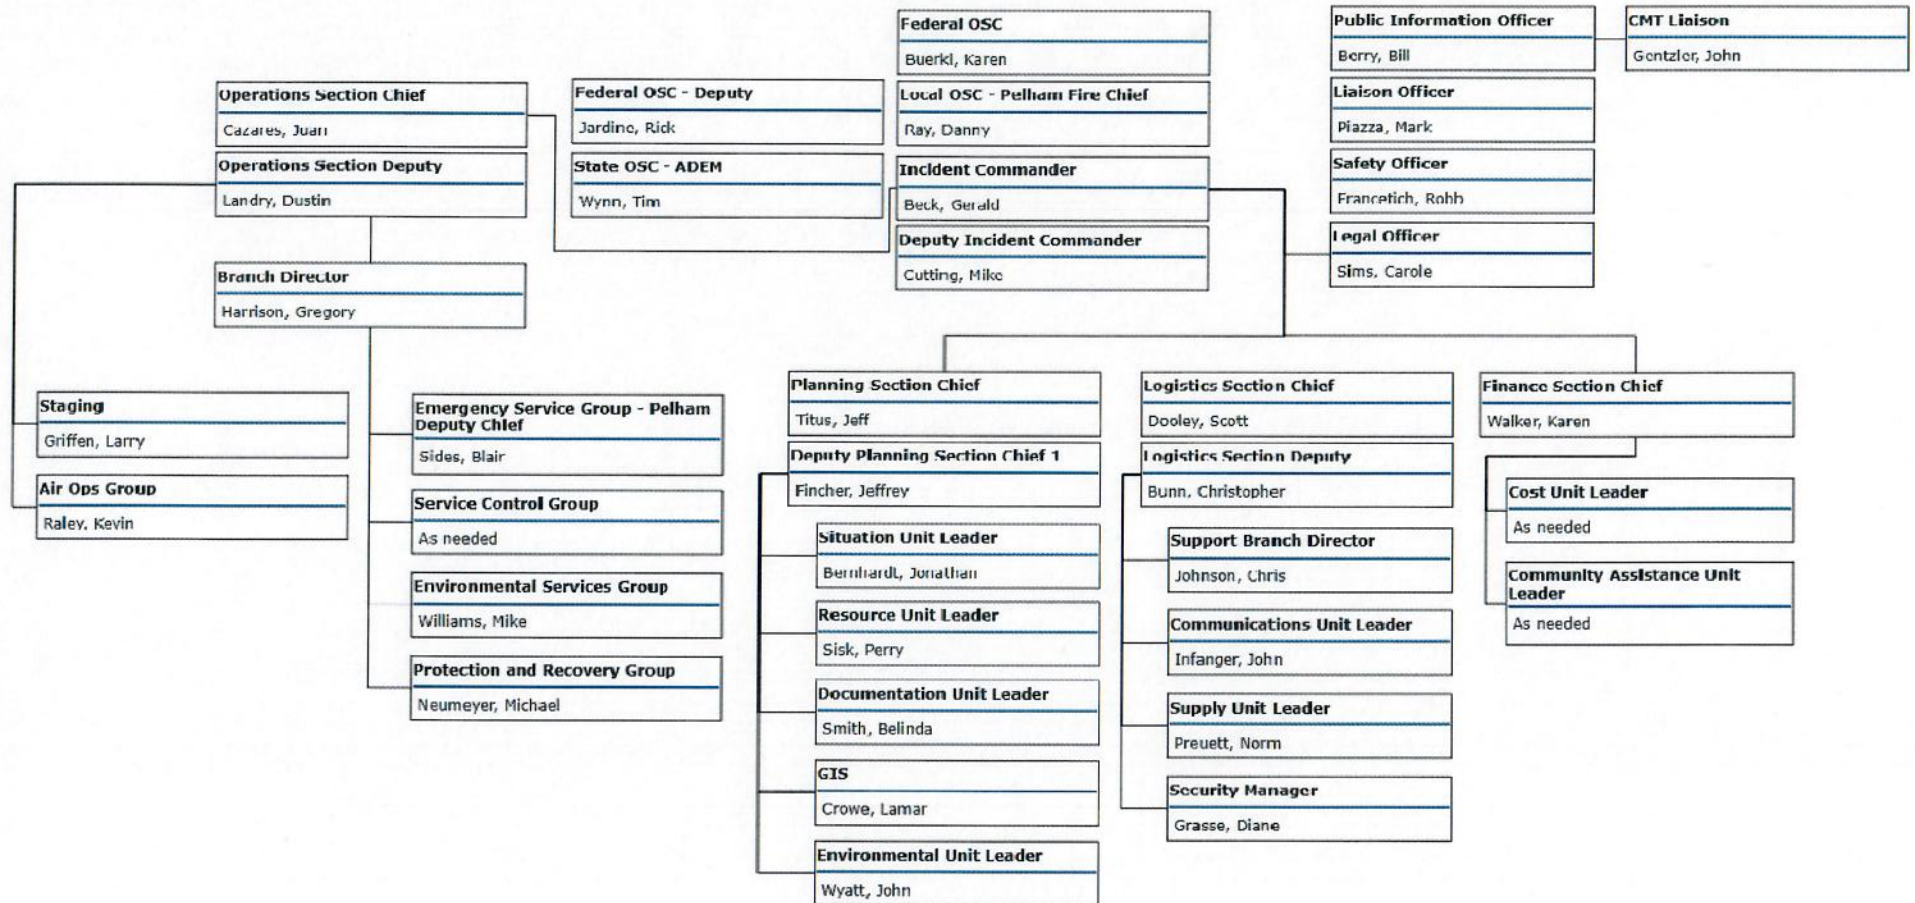 Federal OSC
Buerkl, Karen
Public Information Officer
Berry, Bill
CMT Liaison
Gentzler, John
Operations Section Chief
Cazares, Juan
Federal OSC - Deputy
Jardine, Rick
Local OSC - Pelham Fire Chief
Ray, Danny
Liaison Officer
Piazza, Mark
Operations Section Deputy
Landry, Dustin
State OSC - ADEM
Wynn, Tim
Incident Commander
Beck, Gerald
Safety Officer
Francetich, Robb
Deputy Incident Commander
Cutting, Mike
Legal Officer
Sims, Carole
Branch Director
Harrison, Gregory
Staging
Griffen, Larry
Air Ops Group
Raley, Kevin
Emergency Service Group - Pelham
Deputy Chief
Sides, Blair
Service Control Group
As needed
Environmental Services Group
Williams, Mike
Protection and Recovery Group
Neumeyer, Michael
Planning Section Chief
Titus, Jeff
Deputy Planning Section Chief 1
Fincher, Jeffrey
Situation Unit Leader
Bernhardt, Jonathan
Resource Unit Leader
Sisk, Perry
Documentation Unit Leader
Smith, Belinda
GIS
Crowe, Lamar
Environmental Unit Leader
Wyatt, John
Logistics Section Chief
Dooley, Scott
Logistics Section Deputy
Bunn, Christopher
Support Branch Director
Johnson, Chris
Communications Unit Leader
Infanger, John
Supply Unit Leader
Preuett, Norm
Security Manager
Grasse, Diane
Finance Section Chief
Walker, Karen
Cost Unit Leader
As needed
Community Assistance Unit
Leader
As needed